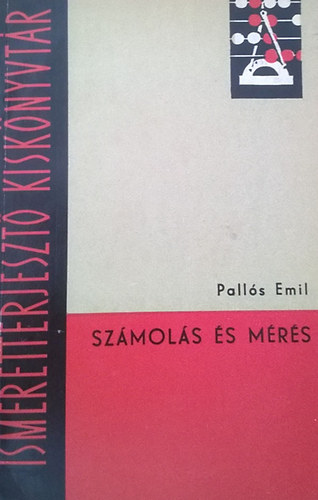 ISMERETTERJESZTŐ KISKÖNYVTÁR
Pallós Emil
SZÁMOLÁS ÉS MÉRÉS